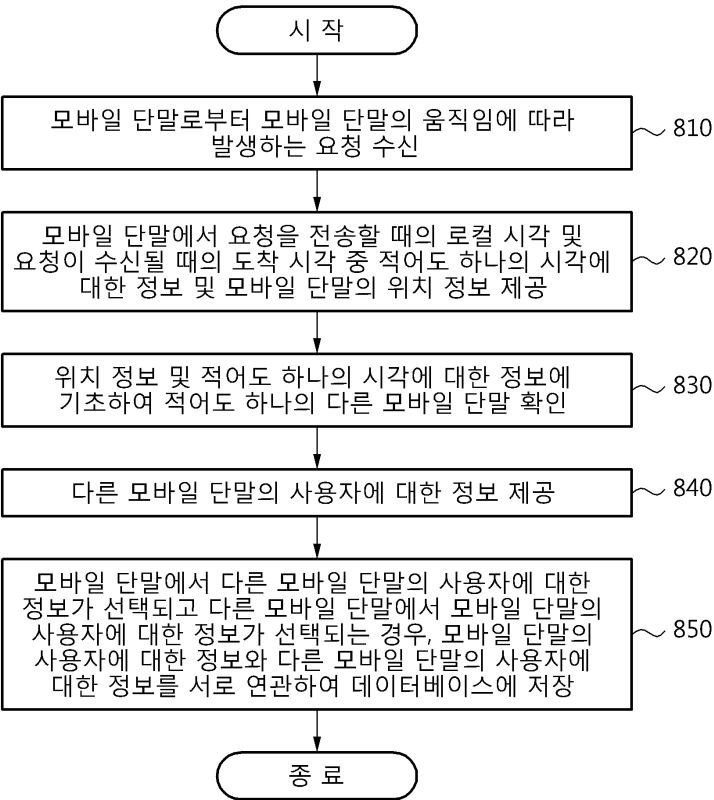 시 작
모바일 단말로부터 모바일 단말의 움직임에 따라
발생하는 요청 수신
810
모바일 단말에서 요청을 전송할 때의 로컬 시각 및
요청이 수신될 때의 도착 시각 중 적어도 하나의 시각에
대한 정보 및 모바일 단말의 위치 정보 제공
820
위치 정보 및 적어도 하나의 시각에 대한 정보에
기초하여 적어도 하나의 다른 모바일 단말 확인
830
다른 모바일 단말의 사용자에 대한 정보 제공
840
모바일 단말에서 다른 모바일 단말의 사용자에 대한
정보가 선택되고 다른 모바일 단말에서 모바일 단말의
사용자에 대한 정보가 선택되는 경우, 모바일 단말의
사용자에 대한 정보와 다른 모바일 단말의 사용자에
대한 정보를 서로 연관하여 데이터베이스에 저장
850
종 료